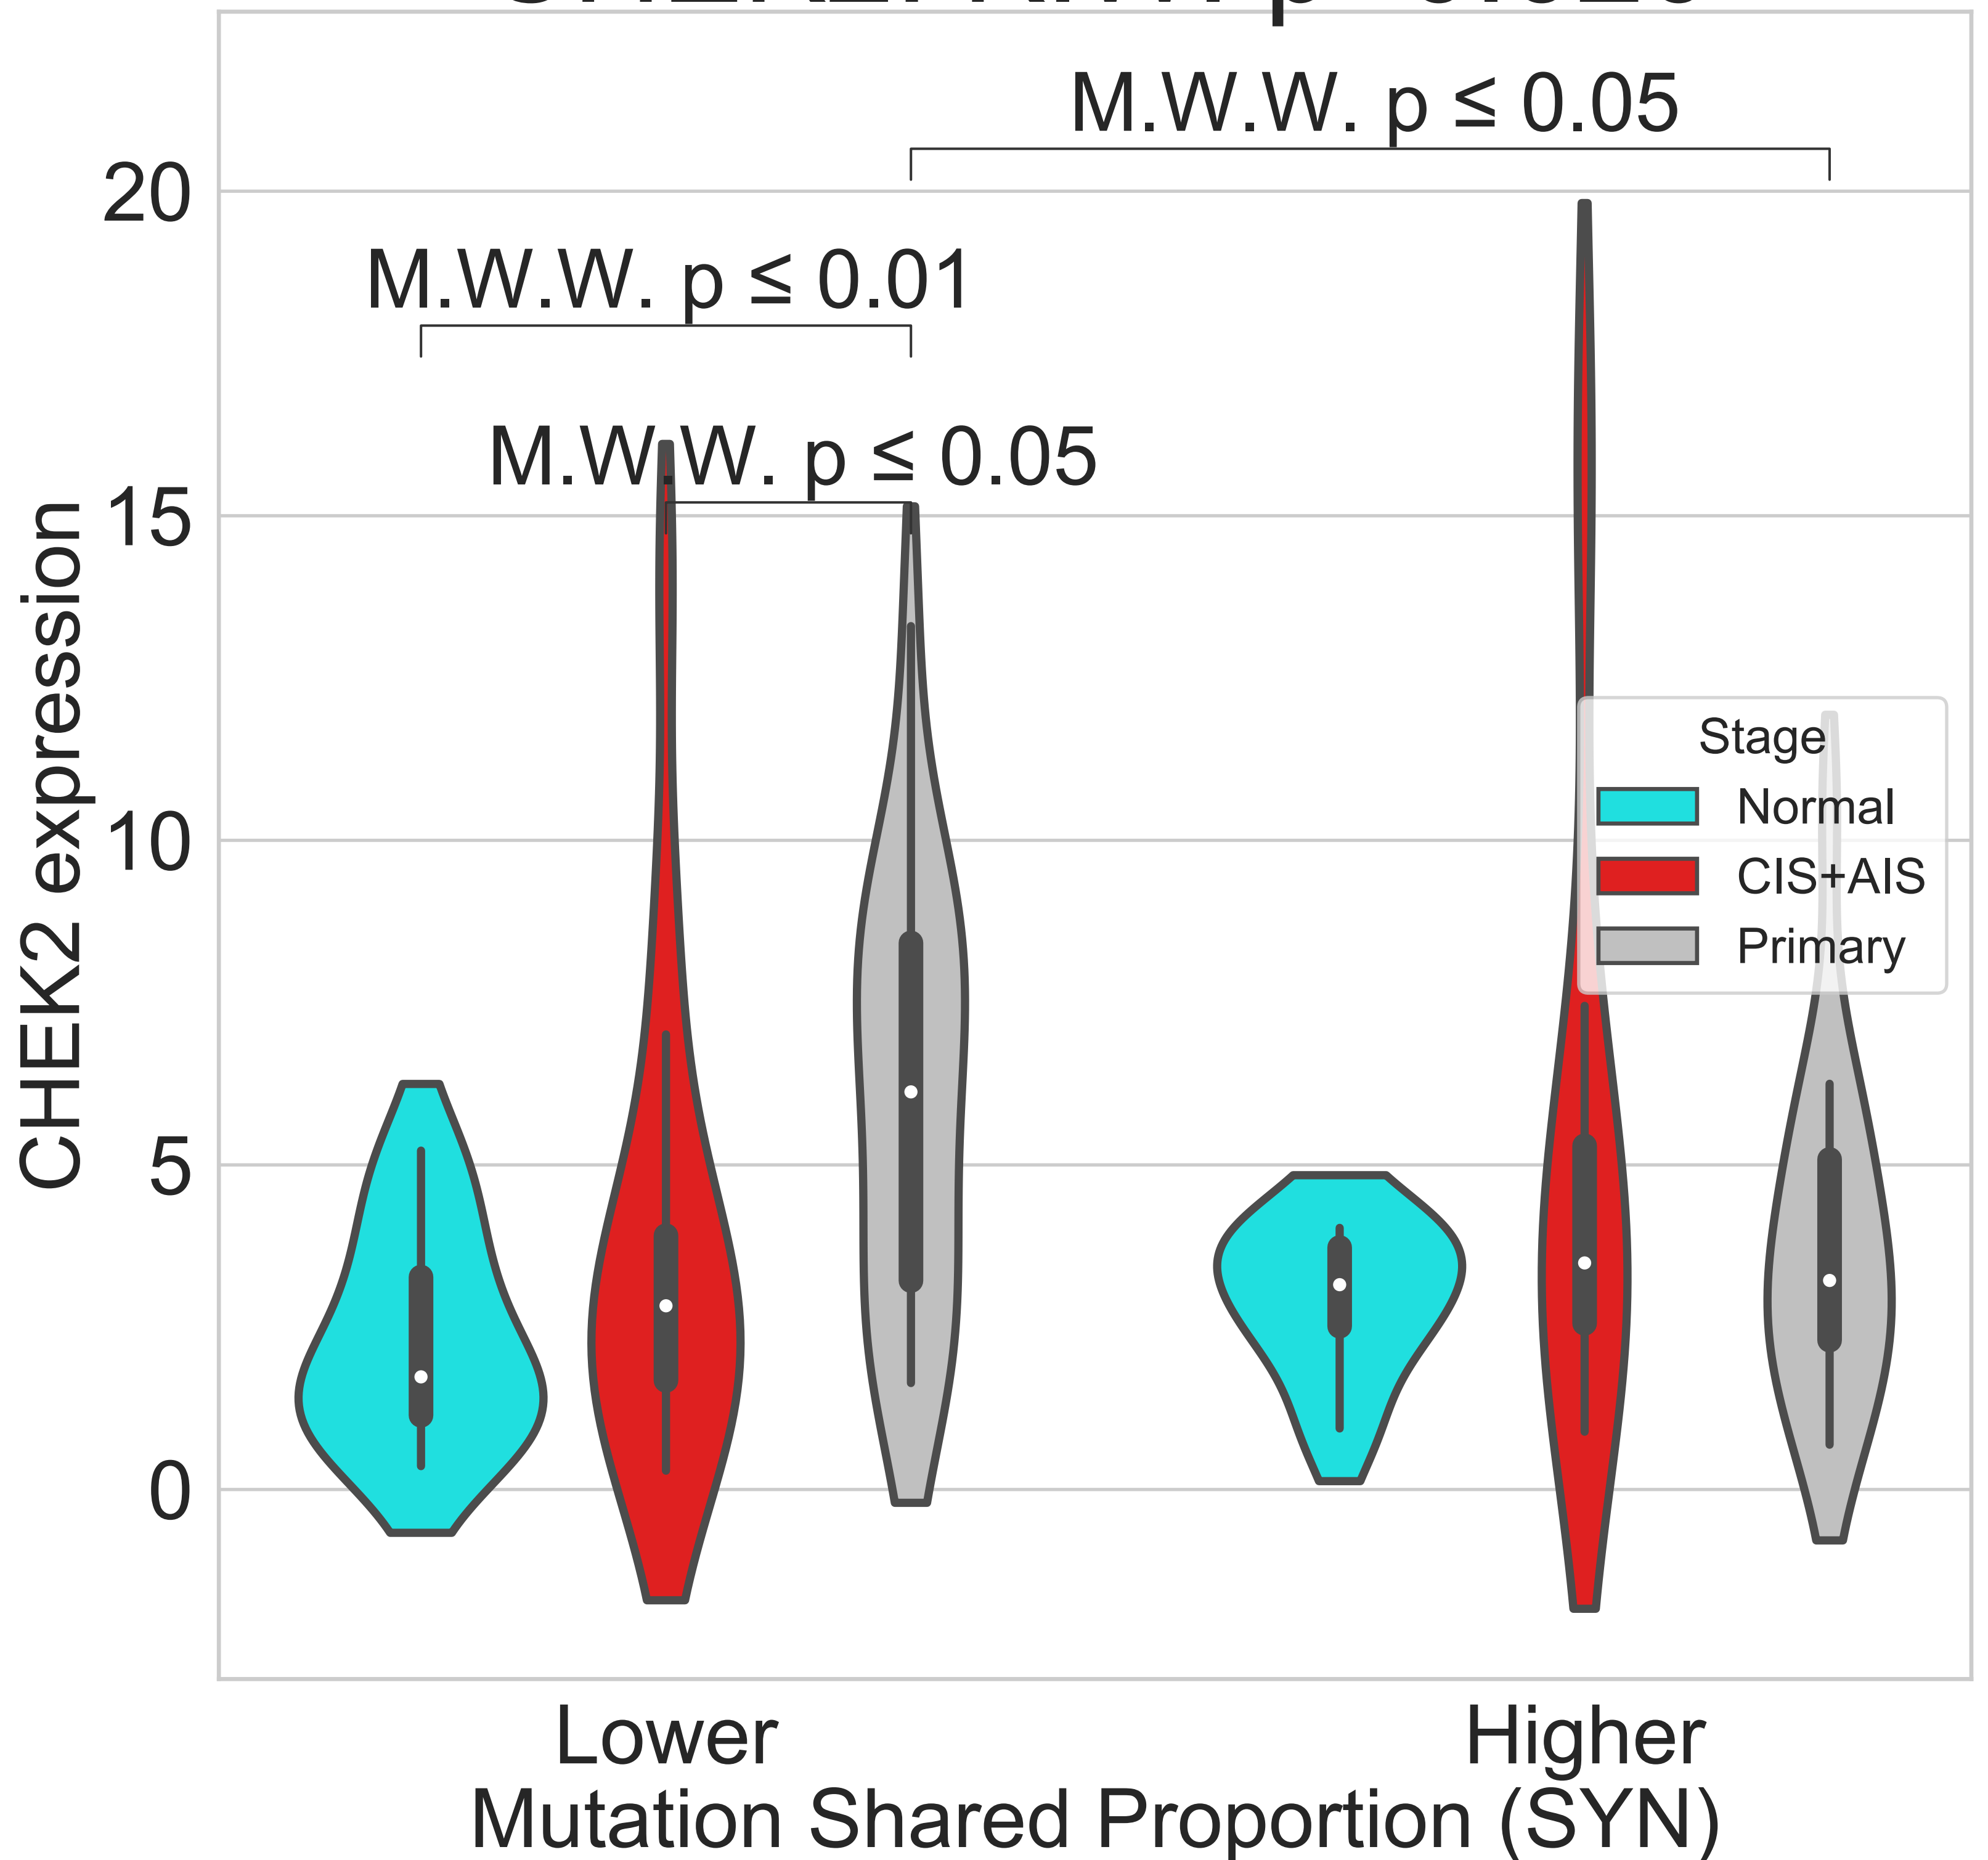 M.W.W. p ≤ 0.05
20
M.W.W. p ≤ 0.01
M.W.W. p ≤ 0.05
15
CHEK2 expression
Stage
Normal
10
CIS+AIS
Primary
5
0
Lower
Higher
Mutation Shared Proportion (SYN)